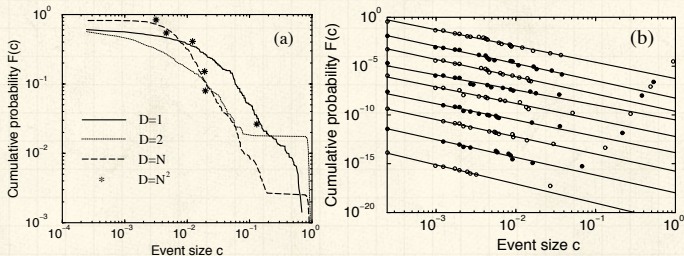 10^0
10^-1
10^-2
10^-3
10^-4
10^-3
10^-2
10^-1
10^0
Cumulative probability F(c)
Event size c
(a)
D=1
D=2
D=N
D=N^2
10^0
10^-5
10^-10
10^-15
10^-20
10^-3
10^-2
10^-1
10^0
Cumulative probability F(c)
Event size c
(b)